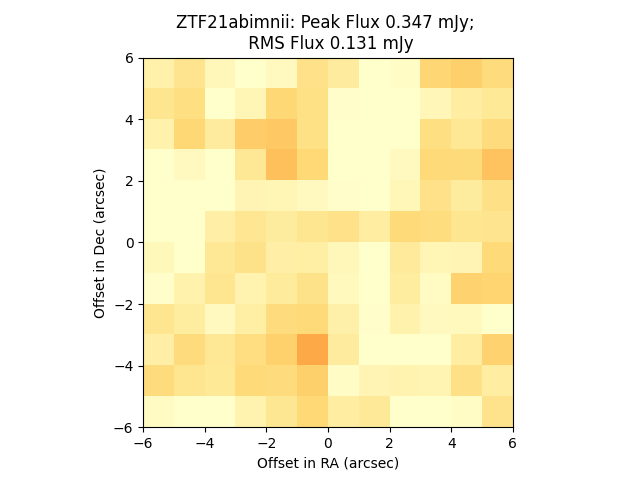 ZTF21abimnii: Peak Flux 0.347 mJy;
RMS Flux 0.131 mJy
6
4
2
0
−2
−4
−6
Offset in Dec (arcsec)
−6 −4 −2 0 2 4 6
Offset in RA (arcsec)